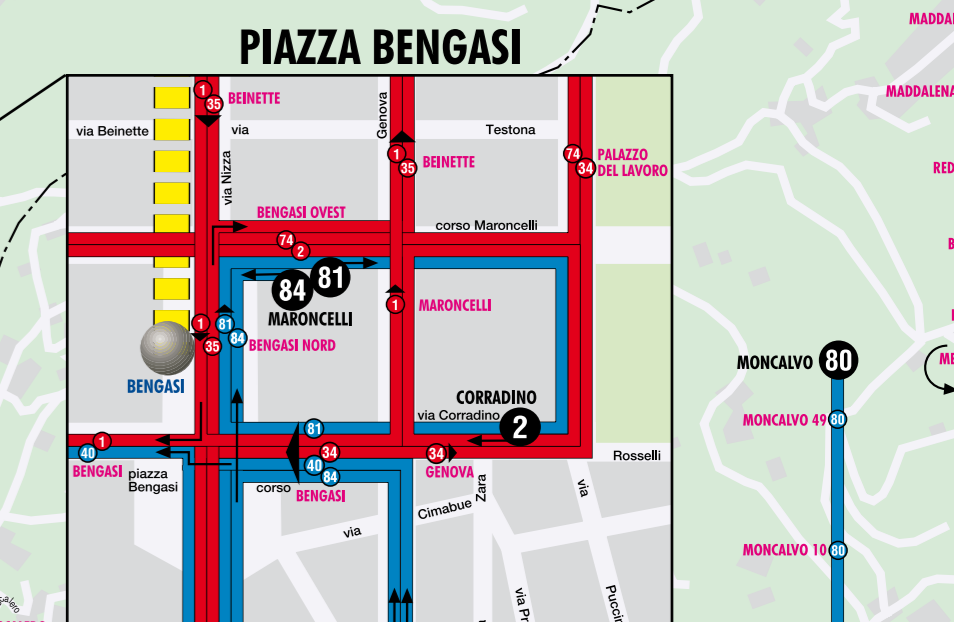 PIAZZA BENGASI
1
35
BEINETTE
via Beinette
via
Testona
Genova
via Nizza
1
35
BEINETTE
74
34
PALAZZO
DEL LAVORO
BENGASI OVEST
corso Maroncelli
74
2
84
81
MARONCELLI
1
MARONCELLI
1
35
81
84
BENGASI NORD
BENGASI
CORRADINO
via Corradino
2
81
1
40
BENGASI
piazza
Bengasi
34
40
84
corso
BENGASI
34
GENOVA
Rosselli
via
Cimabue
Zara
via
MONCALVO
80
MONCALVO 49
80
MONCALVO 10
80